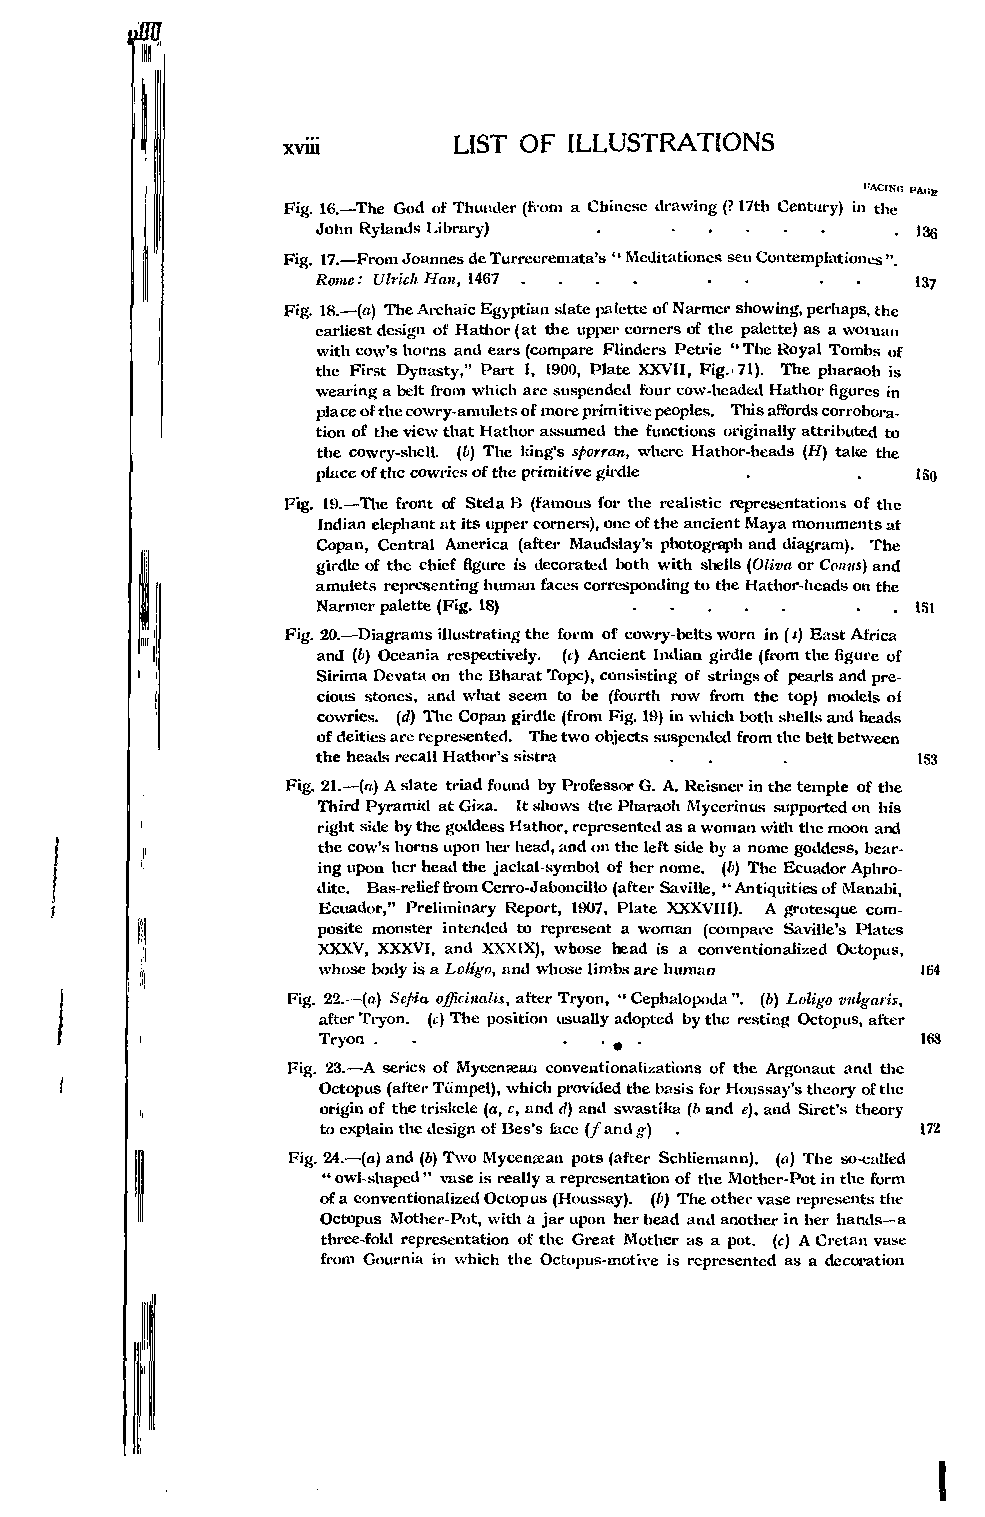 xviii LIST OF ILLUSTRATIONS
FACING PAGE
Fig. 16.—The God of Thunder (from a Chinese drawing (? 17th Century) in the
John Rylands Library) . . . . . . . . 136
Fig. 17.—From Joannes de Turrecremata's "Meditationes seu Contemplationes".
Rome: Ulrich Han, 1467 . . . . . . . . 137
Fig. 18.—(a) The Archaic Egyptian slate palette of Narmer showing, perhaps, the
earliest design of Hathor (at the upper corners of the palette) as a woman
with cow's horns and ears (compare Flinders Petrie "The Royal Tombs of
the First Dynasty," Part I, 1900, Plate XXVII, Fig. 71). The pharaoh is
wearing a belt from which are suspended four cow-headed Hathor figures in
place of the cowry-amulets of more primitive peoples. This affords corrobora-
tion of the view that Hathor assumed the functions originally attributed to
the cowry-shell. (b) The king's sporran, where Hathor-heads (H) take the
place of the cowries of the primitive girdle . . 150
Fig. 19.—The front of Stela B (famous for the realistic representations of the
Indian elephant at its upper corners), one of the ancient Maya monuments at
Copan, Central America (after Maudslay's photograph and diagram). The
girdle of the chief figure is decorated both with shells (Oliva or Conus) and
amulets representing human faces corresponding to the Hathor-heads on the
Narmer palette (Fig. 18) . . . . . . . 151
Fig. 20.—Diagrams illustrating the form of cowry-belts worn in (a) East Africa
and (b) Oceania respectively. (c) Ancient Indian girdle (from the figure of
Sirima Devata on the Bharat Tope), consisting of strings of pearls and pre-
cious stones, and what seem to be (fourth row from the top) models of
cowries. (d) The Copan girdle (from Fig. 19) in which both shells and heads
of deities are represented. The two objects suspended from the belt between
the heads recall Hathor's sistra . . . 153
Fig. 21.—(a) A slate triad found by Professor G. A. Reisner in the temple of the
Third Pyramid at Giza. It shows the Pharaoh Mycerinus supported on his
right side by the goddess Hathor, represented as a woman with the moon and
the cow's horns upon her head, and on the left side by a nome goddess, bear-
ing upon her head the jackal-symbol of her nome. (b) The Ecuador Aphro-
dite. Bas-relief from Cerro-Jaboncillo (after Saville, "Antiquities of Manabi,
Ecuador," Preliminary Report, 1907, Plate XXXVIII). A grotesque com-
posite monster intended to represent a woman (compare Saville's Plates
XXXV, XXXVI, and XXXIX), whose head is a conventionalized Octopus,
whose body is a Loligo, and whose limbs are human 164
Fig. 22.—(a) Sepia officinalis, after Tryon, "Cephalopoda". (b) Loligo vulgaris,
after Tryon. (c) The position usually adopted by the resting Octopus, after
Tryon . . . . . . 168
Fig. 23.—A series of Mycenæan conventionalizations of the Argonaut and the
Octopus (after Tümpel), which provided the basis for Houssay's theory of the
origin of the triskele (a, c, and d) and swastika (b and e), and Siret's theory
to explain the design of Bes's face (f and g) . 172
Fig. 24.—(a) and (b) Two Mycenæan pots (after Schliemann). (a) The so-called
"owl-shaped" vase is really a representation of the Mother-Pot in the form
of a conventionalized Octopus (Houssay). (b) The other vase represents the
Octopus Mother-Pot, with a jar upon her head and another in her hands—a
three-fold representation of the Great Mother as a pot. (c) A Cretan vase
from Gournia in which the Octopus-motive is represented as a decoration